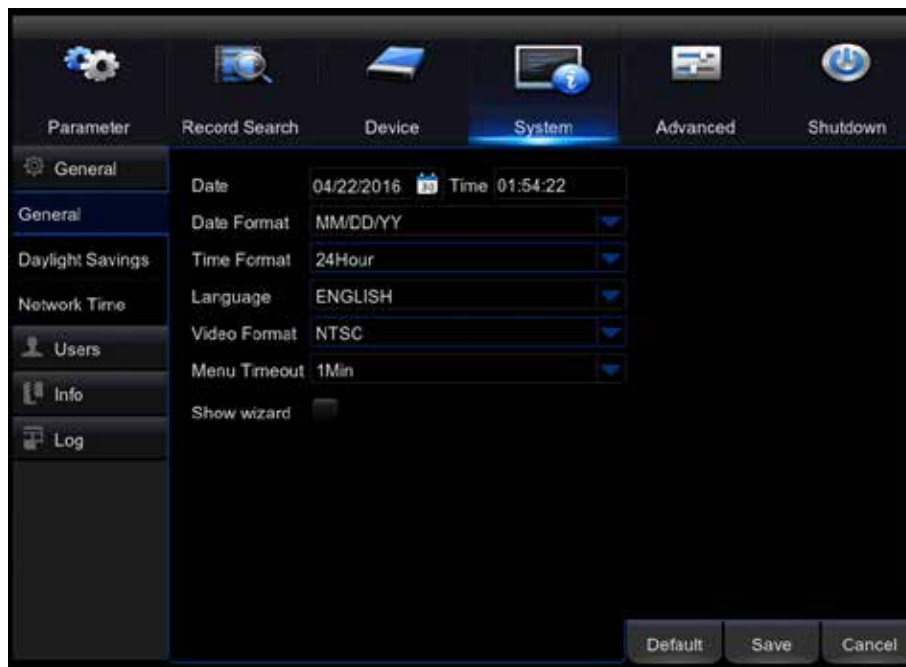 Parameter
Record Search
Device
System
Advanced
Shutdown
General
General
Daylight Savings
Network Time
Users
Info
Log
Date 04/22/2016 30 Time 01:54:22
Date Format MM/DD/YY
Time Format 24Hour
Language ENGLISH
Video Format NTSC
Menu Timeout 1Min
Show wizard
Default
Save
Cancel